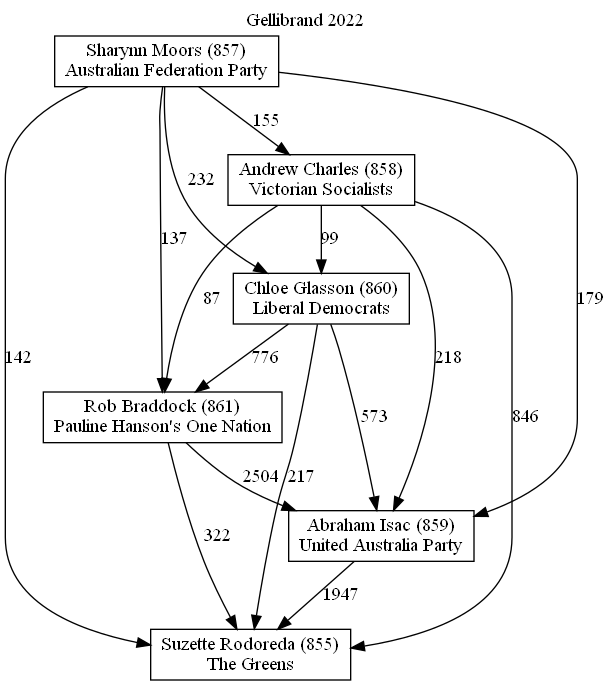 Gellibrand 2022
Sharynn Moors (857)
Australian Federation Party
155
Andrew Charles (858)
Victorian Socialists
232
137
87
99
Chloe Glasson (860)
Liberal Democrats
179
142
776
218
Rob Braddock (861)
Pauline Hanson's One Nation
573
846
2504
217
322
Abraham Isac (859)
United Australia Party
1947
Suzette Rodoreda (855)
The Greens